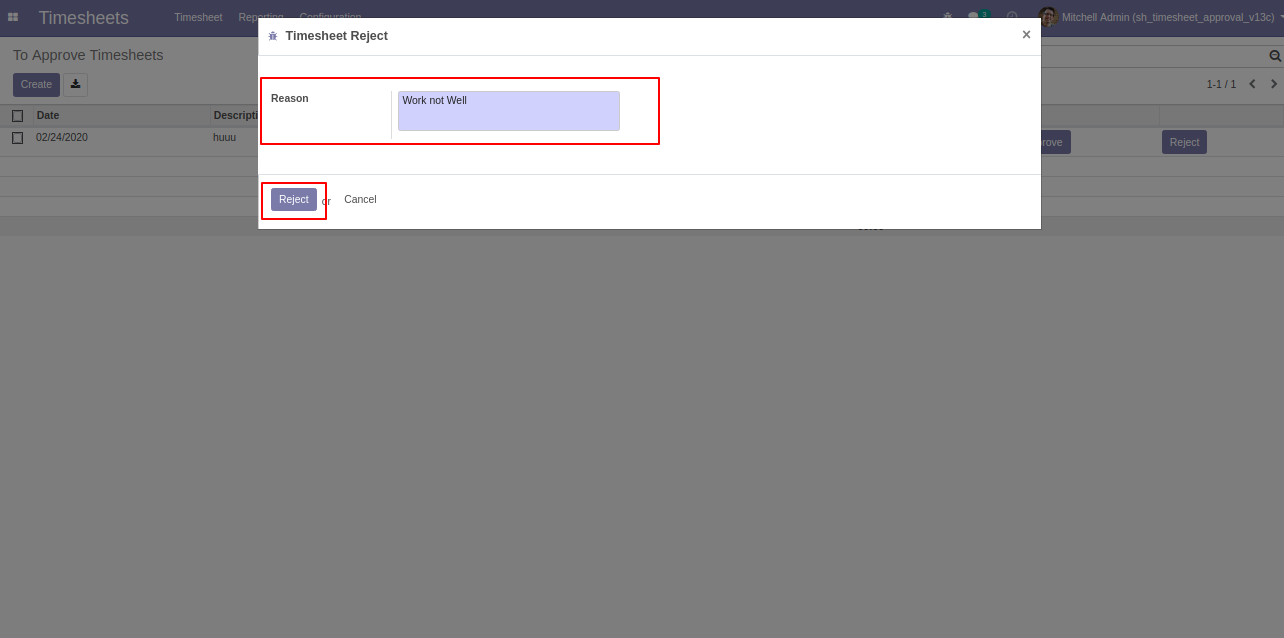 Timesheets Timesheet Reporting Configuration 3 Mitchell Admin (sh_timesheet_approval_v13c)
Timesheet Reject ×
To Approve Timesheets
Create 1-1 / 1
Reason Work not Well
Date Descripti
02/24/2020 huuu rove Reject
Reject or Cancel